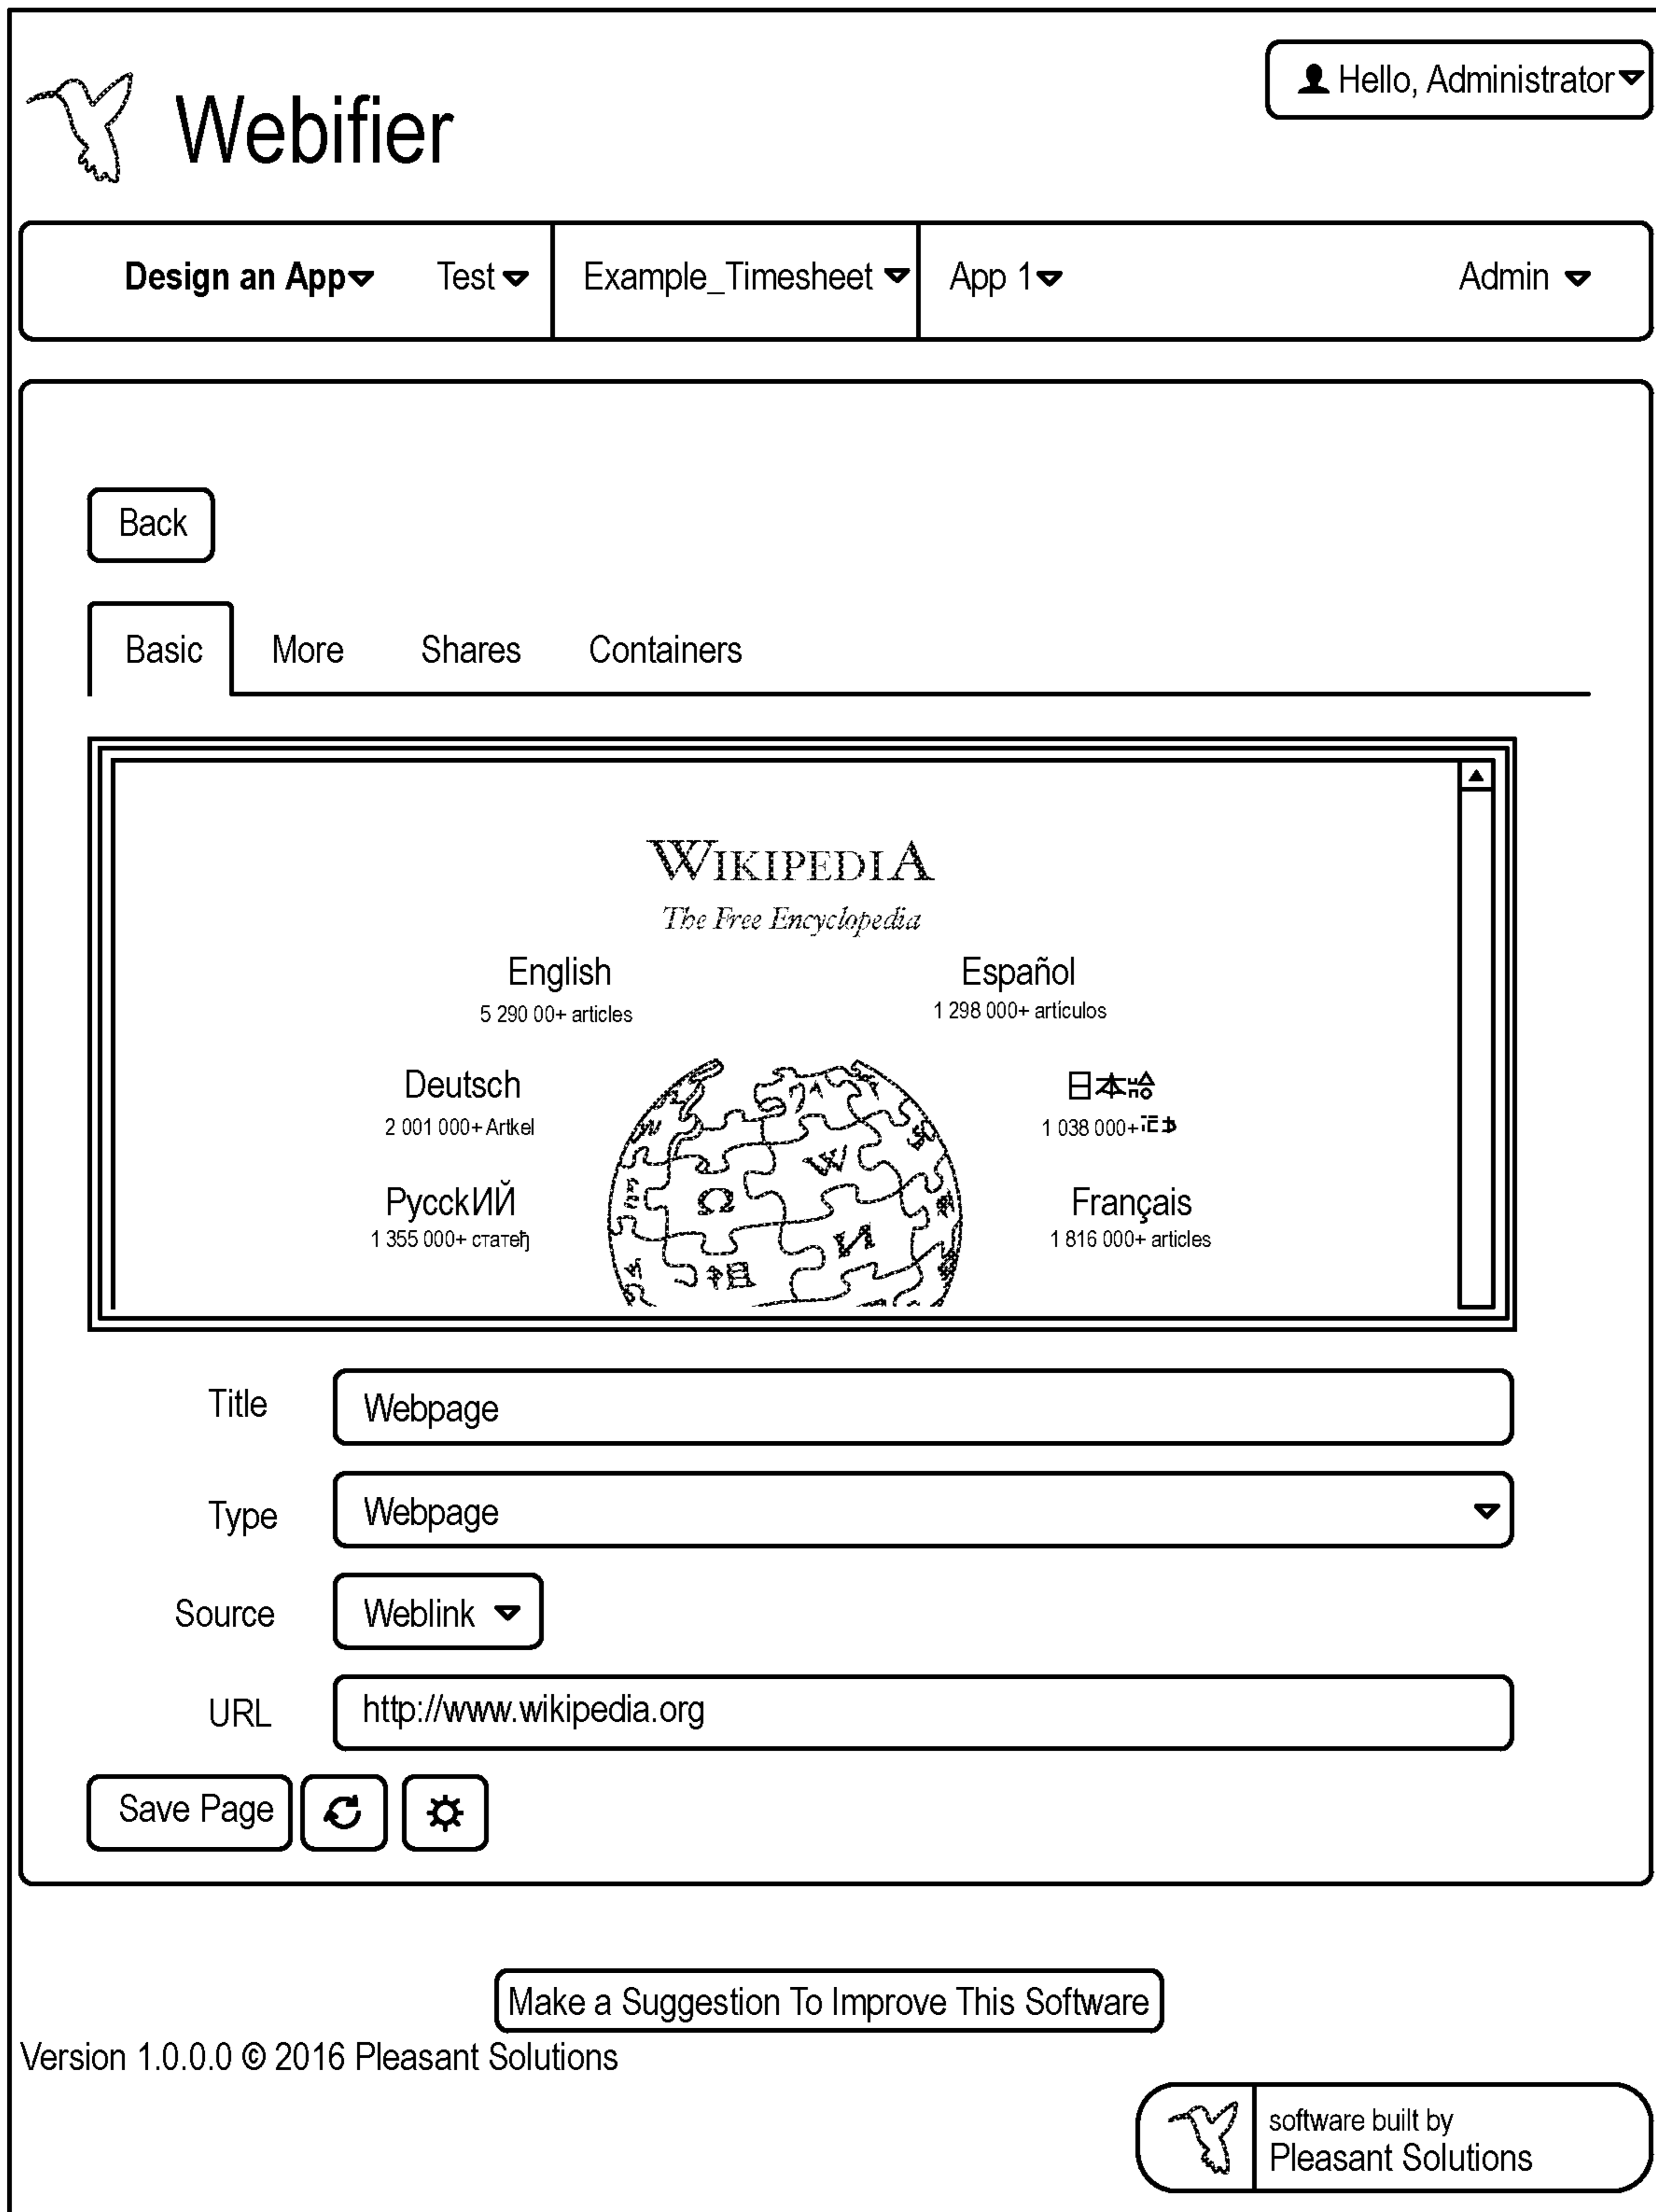 Hello, Administrator
Webifier
Design an App Test Example_Timesheet App 1 Admin
Back
Basic More Shares Containers
WIKIPEDIA
The Free Encyclopedia
English Español
5 290 00+ articles 1 298 000+ artículos
Deutsch 日本
2 001 000+ Artkel 1 038 000+
РусскИЙ Français
1 355 000+ статећ 1 816 000+ articles
Ω W
И
Title Webpage
Type Webpage
Source Weblink
URL http://www.wikipedia.org
Save Page
Make a Suggestion To Improve This Software
Version 1.0.0.0 © 2016 Pleasant Solutions
software built by
Pleasant Solutions